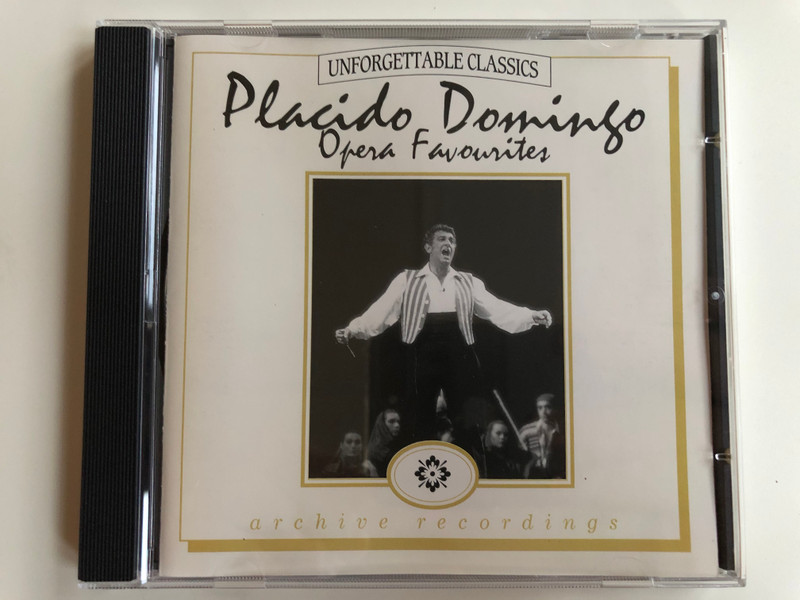 UNFORGETTABLE CLASSICS
Placido Domingo
Opera Favourites
archive recordings